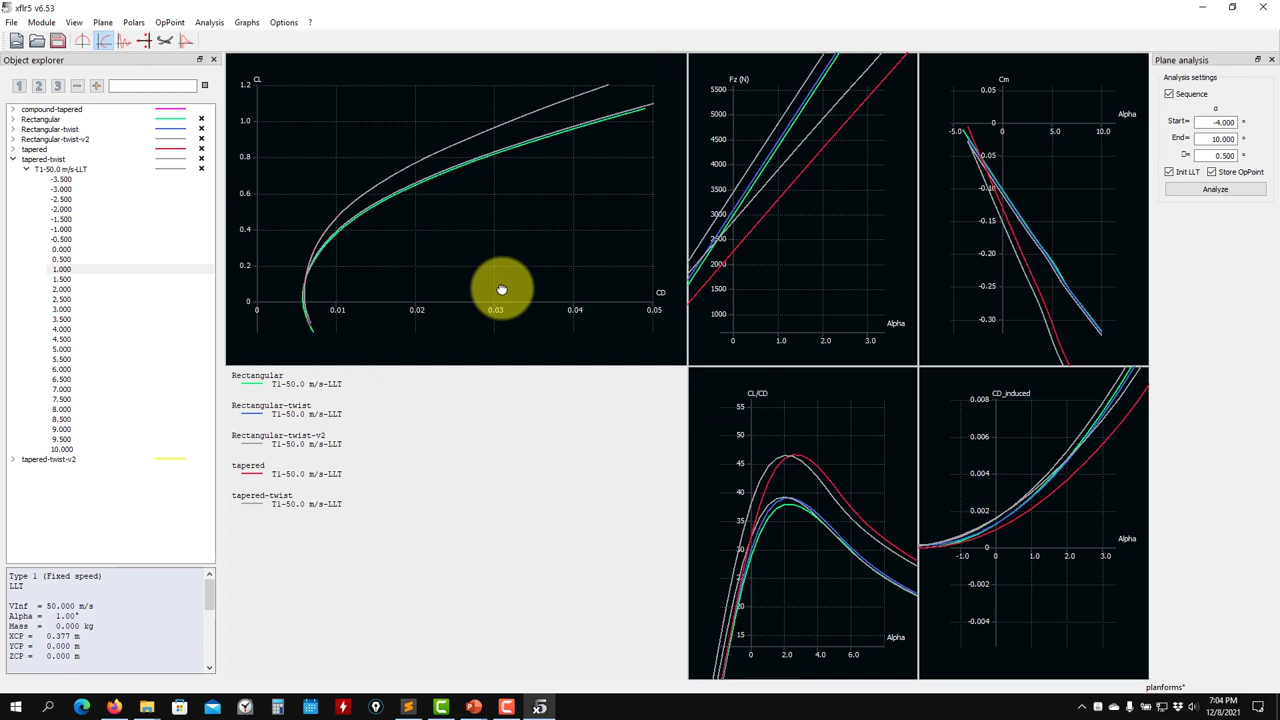 xflr5 v6.53
File Module View Plane Polars OpPoint Analysis Graphs Options ?
Object explorer
1 2 3
compound-tapered
Rectangular
Rectangular-twist
Rectangular-twist-v2
tapered
tapered-twist
T1-50.0 m/s-LLT
-3.500
-3.000
-2.500
-2.000
-1.500
-1.000
-0.500
0.000
0.500
1.000
1.500
2.000
2.500
3.000
3.500
4.000
4.500
5.000
5.500
6.000
6.500
7.000
7.500
8.000
8.500
9.000
9.500
10.000
tapered-twist-v2
Type 1 (Fixed speed)
LLT
VInf = 50.000 m/s
Alpha = 1.00°
Mass = 0.000 kg
XCP = 0.377 m
YCP = 0.000 m
ZCP = 0.000 m
CL
1.2
1.0
0.8
0.6
0.4
0.2
0
CD
0 0.01 0.02 0.03 0.04 0.05
Rectangular
T1-50.0 m/s-LLT
Rectangular-twist
T1-50.0 m/s-LLT
Rectangular-twist-v2
T1-50.0 m/s-LLT
tapered
T1-50.0 m/s-LLT
tapered-twist
T1-50.0 m/s-LLT
Fz (N)
5500
5000
4500
4000
3500
3000
2500
2000
1500
1000
Alpha
0 1.0 2.0 3.0
Cm
0.05
0
Alpha
-5.0 0 5.0 10.0
-0.05
-0.10
-0.15
-0.20
-0.25
-0.30
CL/CD
55
50
45
40
35
30
25
20
15
Alpha
0 2.0 4.0 6.0
CD_induced
0.008
0.006
0.004
0.002
0
Alpha
-1.0 0 1.0 2.0 3.0
-0.002
-0.004
Plane analysis
Analysis settings
Sequence
α
Start= -4.000 °
End= 10.000 °
= 0.500 °
Init LLT Store OpPoint
Analyze
planforms*
7:04 PM
12/8/2021